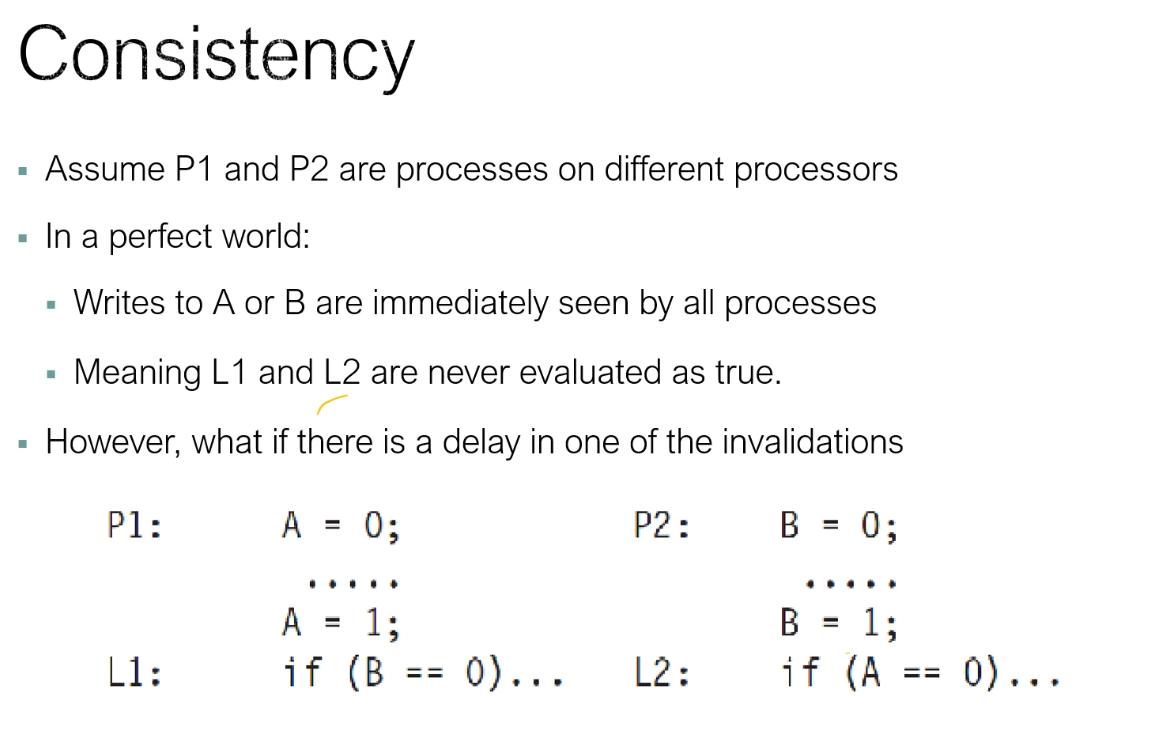 Consistency
▪ Assume P1 and P2 are processes on different processors
▪ In a perfect world:
▪ Writes to A or B are immediately seen by all processes
▪ Meaning L1 and L2 are never evaluated as true.
▪ However, what if there is a delay in one of the invalidations
P1: A = 0; P2: B = 0;
..... .....
A = 1; B = 1;
L1: if (B == 0)... L2: if (A == 0)...